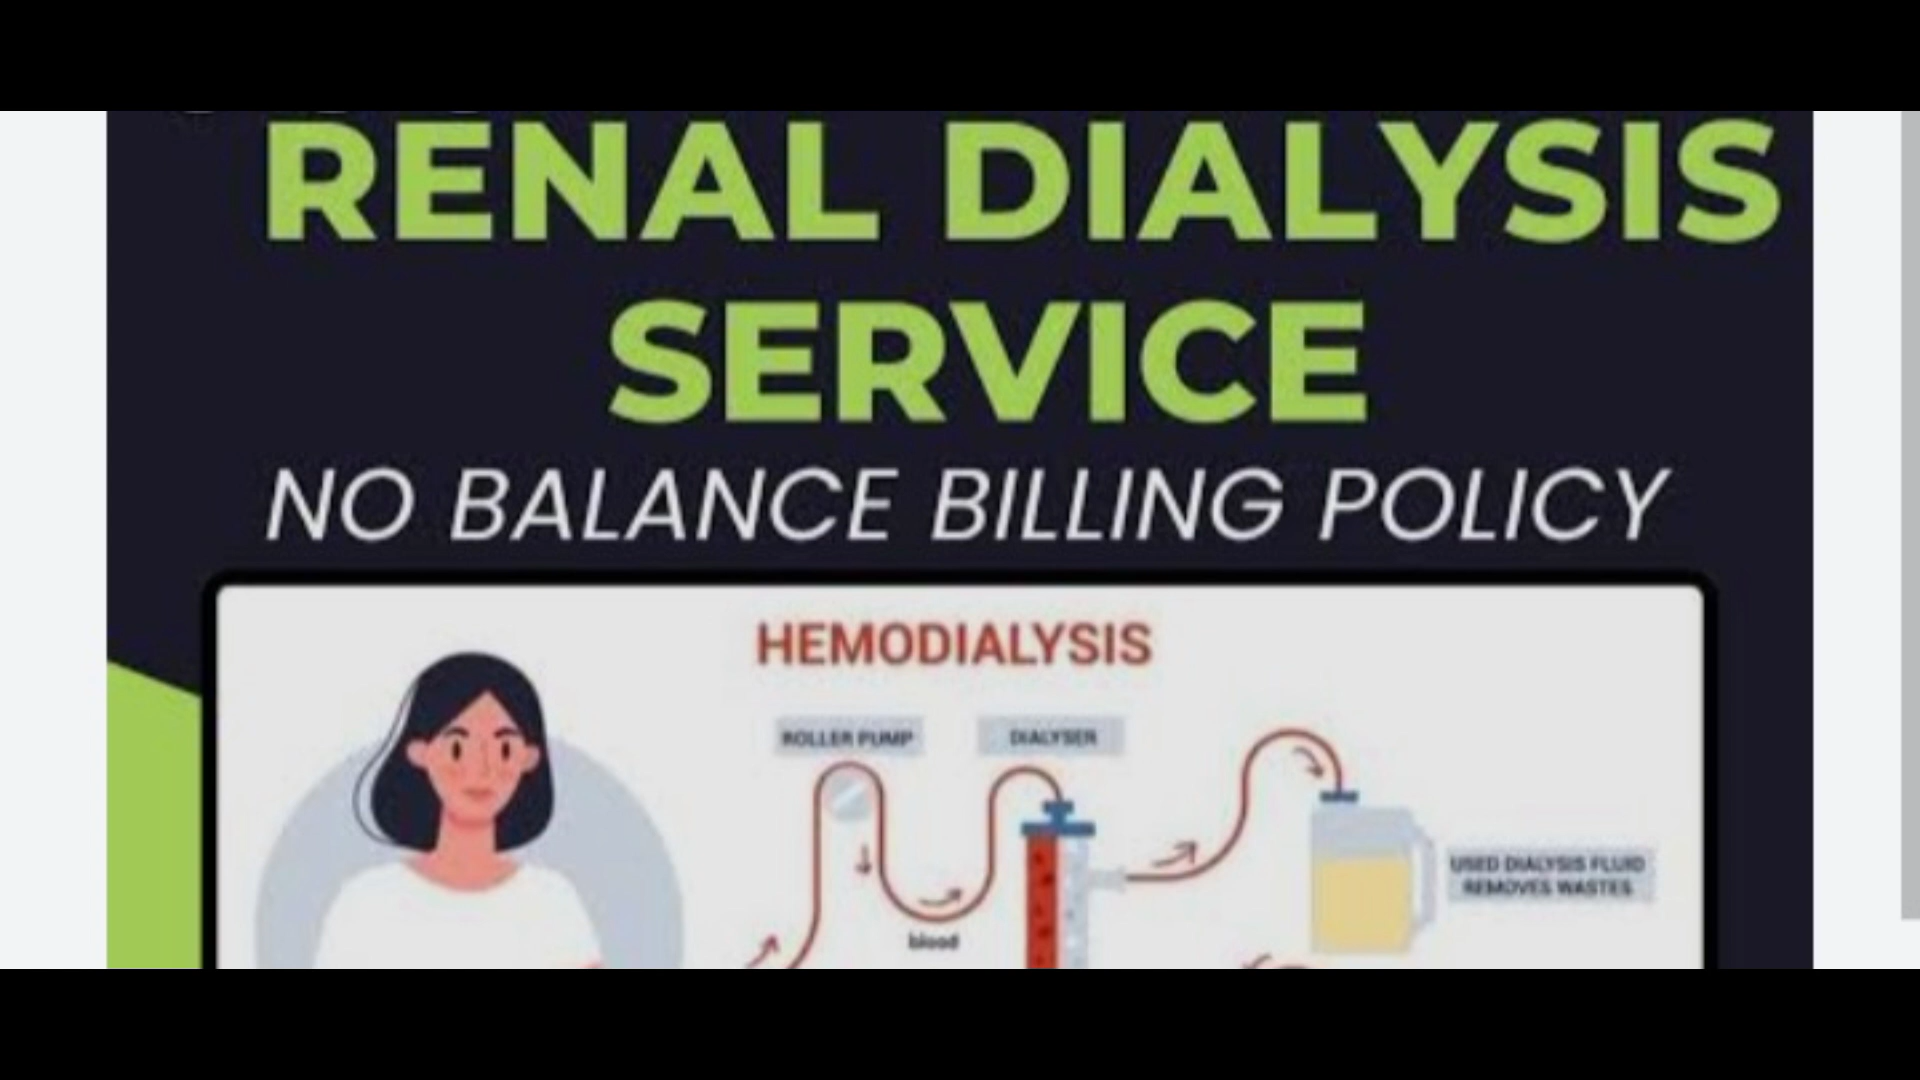 RENAL DIALYSIS
SERVICE
NO BALANCE BILLING POLICY
HEMODIALYSIS
ROLLER PUMP
DIALYSER
USED DIALYSIS FLUID
REMOVES WASTES
blood